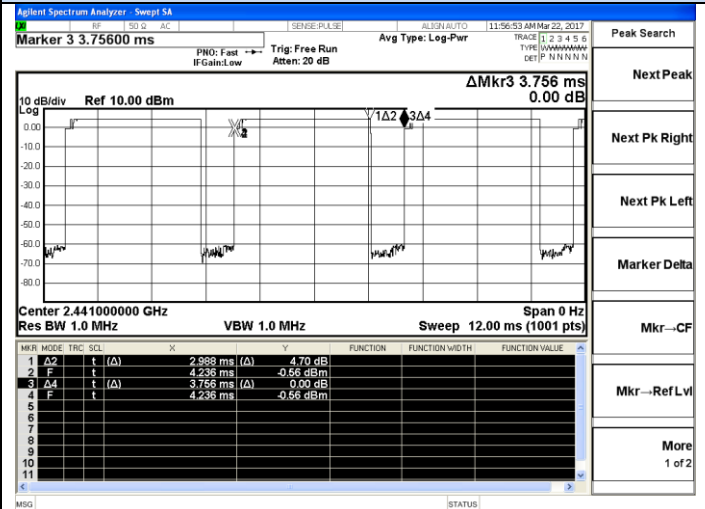 Agilent Spectrum Analyzer - Swept SA
RF 50 Ω AC SENSE:PULSE ALIGN AUTO 11:56:53 AM Mar 22, 2017
Marker 3 3.75600 ms
PNO: Fast Trig: Free Run Avg Type: Log-Pwr TRACE 1 2 3 4 5 6
IFGain:Low Atten: 20 dB TYPE WWWWWW
DET P N N N N N
Peak Search
ΔMkr3 3.756 ms
0.00 dB
10 dB/div Ref 10.00 dBm
Log
1Δ2 3Δ4
0.00
-10.0
-20.0
-30.0
-40.0
-50.0
-60.0
-70.0
-80.0
Center 2.441000000 GHz Span 0 Hz
Res BW 1.0 MHz VBW 1.0 MHz Sweep 12.00 ms (1001 pts)
MKR MODE TRC SCL X Y FUNCTION FUNCTION WIDTH FUNCTION VALUE
1 Δ2 t (Δ) 2.988 ms (Δ) 4.70 dB
2 F t 4.236 ms -0.56 dBm
3 Δ4 t (Δ) 3.756 ms (Δ) 0.00 dB
4 F t 4.236 ms -0.56 dBm
5
6
7
8
9
10
11
MSG STATUS
Next Peak
Next Pk Right
Next Pk Left
Marker Delta
Mkr→CF
Mkr→Ref Lvl
More
1 of 2